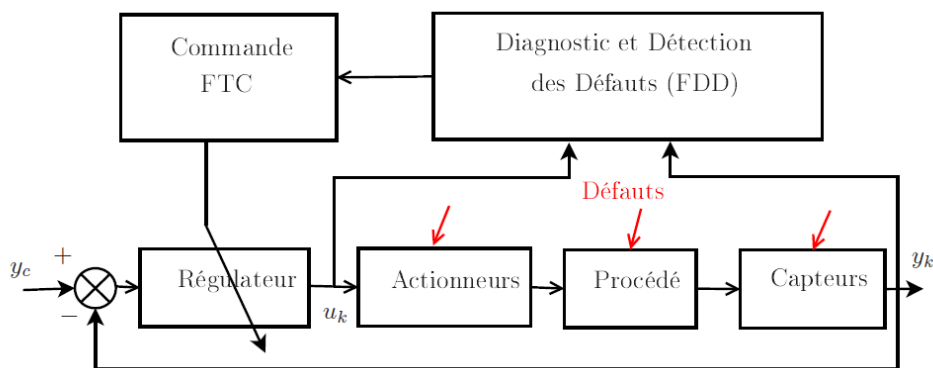 Commande
FTC
Diagnostic et Détection
des Défauts (FDD)
Défauts
y_c
+
−
Régulateur
u_k
Actionneurs
Procédé
Capteurs
y_k